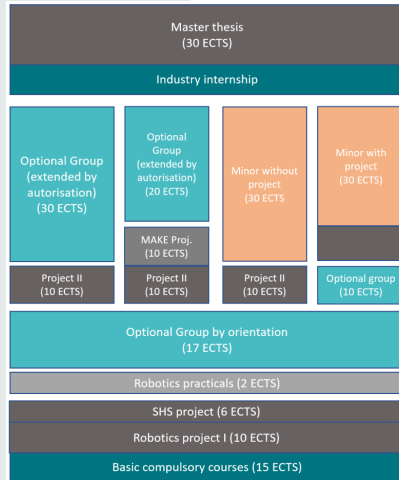 Master thesis
(30 ECTS)
Industry internship
Optional Group
(extended by
autorisation)
(30 ECTS)
Project II
(10 ECTS)
Optional
Group
(extended by
autorisation)
(20 ECTS)
MAKE Proj.
(10 ECTS)
Project II
(10 ECTS)
Minor without
project
(30 ECTS
Project II
(10 ECTS)
Minor with
project
(30 ECTS)
Optional group
(10 ECTS)
Optional Group by orientation
(17 ECTS)
Robotics practicals (2 ECTS)
SHS project (6 ECTS)
Robotics project I (10 ECTS)
Basic compulsory courses (15 ECTS)